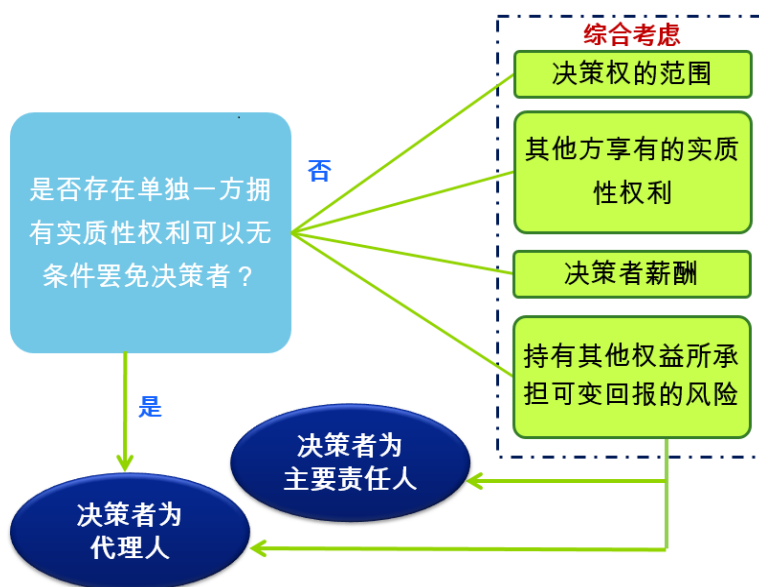 综合考虑
决策权的范围
其他方享有的实质
性权利
决策者薪酬
持有其他权益所承
担可变回报的风险
是否存在单独一方拥
有实质性权利可以无
条件罢免决策者？
否
是
决策者为
主要责任人
决策者为
代理人